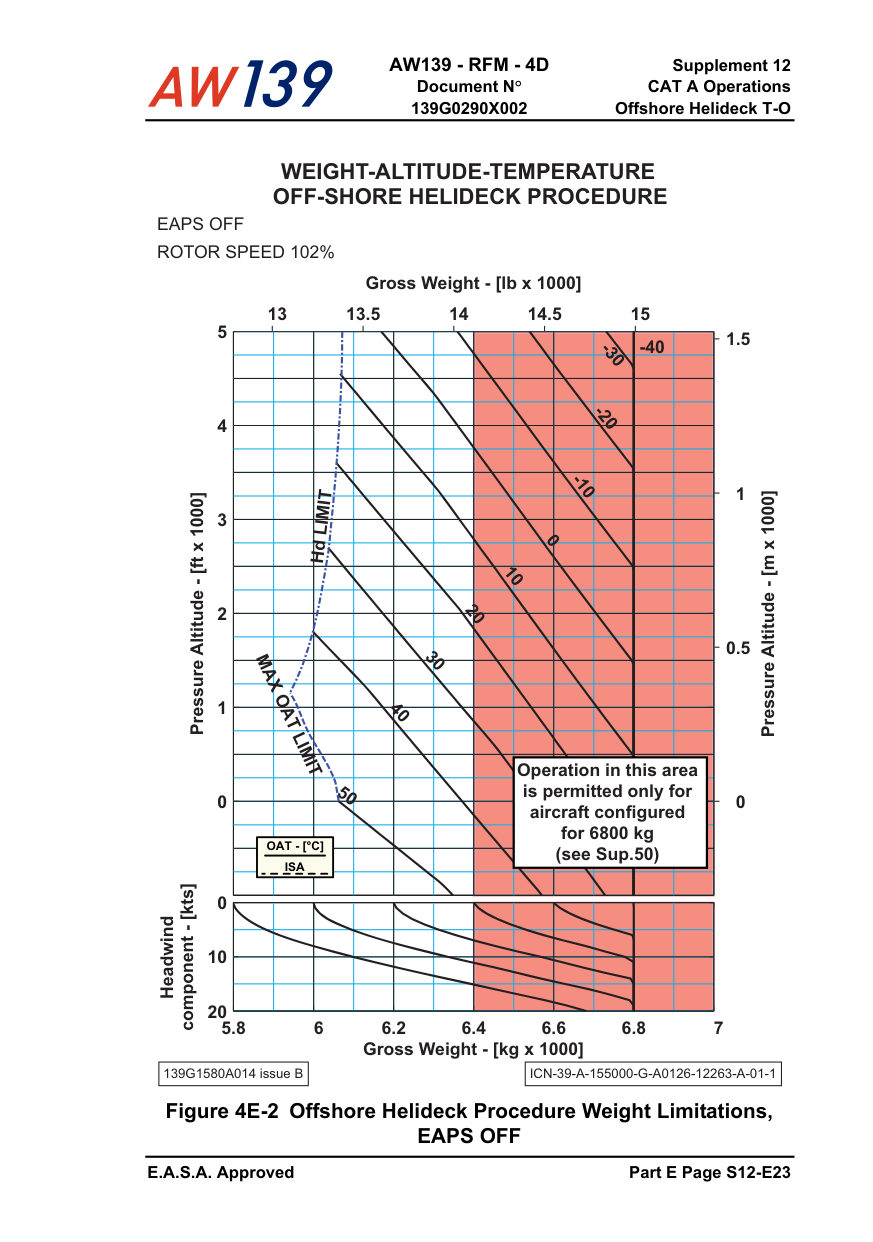 AW139
AW139 - RFM - 4D
Document N°
139G0290X002
Supplement 12
CAT A Operations
Offshore Helideck T-O
WEIGHT-ALTITUDE-TEMPERATURE
OFF-SHORE HELIDECK PROCEDURE
EAPS OFF
ROTOR SPEED 102%
Gross Weight - [lb x 1000]
13 13.5 14 14.5 15
Pressure Altitude - [ft x 1000]
5
4
3
2
1
0
Pressure Altitude - [m x 1000]
1.5
1
0.5
0
-40
-30
-20
-10
0
10
20
30
40
50
Hd LIMIT
MAX OAT LIMIT
OAT - [°C]
ISA
Operation in this area
is permitted only for
aircraft configured
for 6800 kg
(see Sup.50)
Headwind
component - [kts]
0
10
20
5.8 6 6.2 6.4 6.6 6.8 7
Gross Weight - [kg x 1000]
139G1580A014 issue B
ICN-39-A-155000-G-A0126-12263-A-01-1
Figure 4E-2 Offshore Helideck Procedure Weight Limitations,
EAPS OFF
E.A.S.A. Approved
Part E Page S12-E23